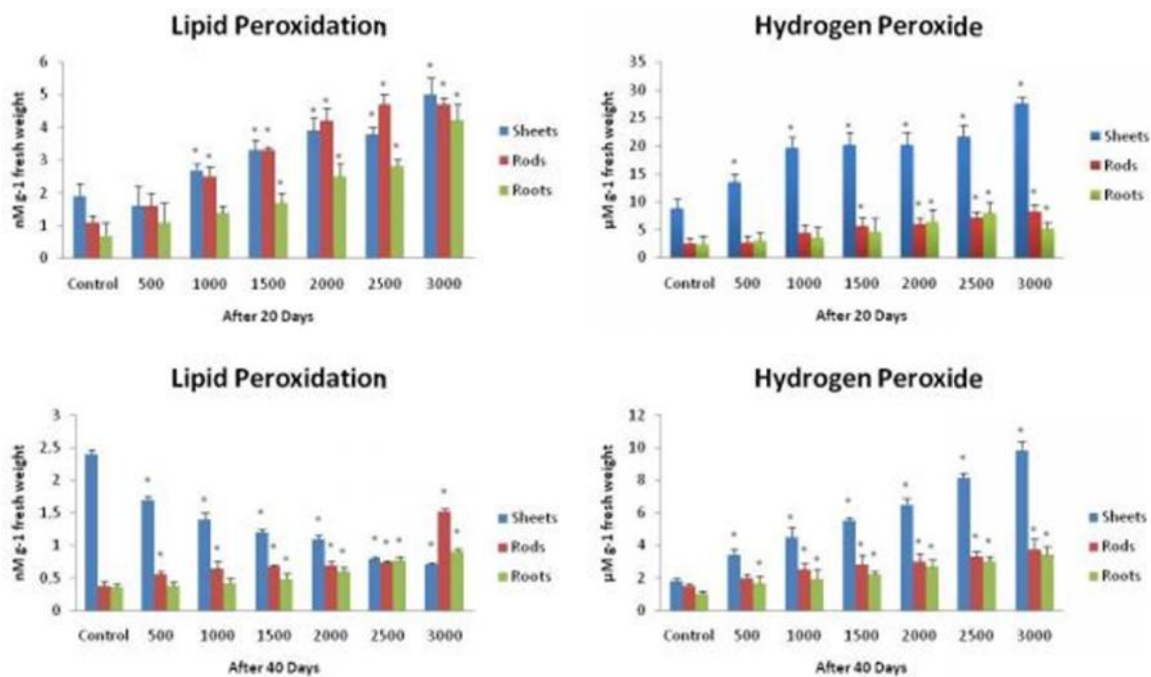 Lipid Peroxidation
nM g-1 fresh weight
6
5
4
3
2
1
0
* * * * * * * * * * * * * *
Control 500 1000 1500 2000 2500 3000
After 20 Days
Sheets
Rods
Roots
Hydrogen Peroxide
µM g-1 fresh weight
35
30
25
20
15
10
5
0
* * * * * * * * * * * * *
Control 500 1000 1500 2000 2500 3000
After 20 Days
Sheets
Rods
Roots
Lipid Peroxidation
nM g-1 fresh weight
3
2.5
2
1.5
1
0.5
0
* * * * * * * * * * * * * * * *
Control 500 1000 1500 2000 2500 3000
After 40 Days
Sheets
Rods
Roots
Hydrogen Peroxide
µM g-1 fresh weight
12
10
8
6
4
2
0
* * * * * * * * * * * * * * * * *
Control 500 1000 1500 2000 2500 3000
After 40 Days
Sheets
Rods
Roots